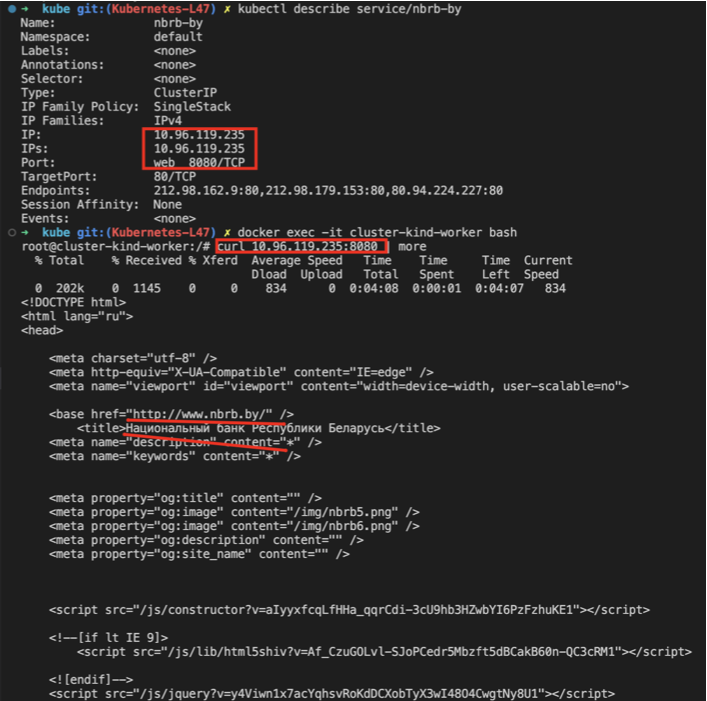 → kube git:(Kubernetes-L47) ✗ kubectl describe service/nbrb-by
Name: nbrb-by
Namespace: default
Labels: <none>
Annotations: <none>
Selector: <none>
Type: ClusterIP
IP Family Policy: SingleStack
IP Families: IPv4
IP: 10.96.119.235
IPs: 10.96.119.235
Port: web 8080/TCP
TargetPort: 80/TCP
Endpoints: 212.98.162.9:80,212.98.179.153:80,80.94.224.227:80
Session Affinity: None
Events: <none>
→ kube git:(Kubernetes-L47) ✗ docker exec -it cluster-kind-worker bash
root@cluster-kind-worker:/# curl 10.96.119.235:8080 | more
% Total % Received % Xferd Average Speed Time Time Time Current
Dload Upload Total Spent Left Speed
0 202k 0 1145 0 0 834 0 0:04:08 0:00:01 0:04:07 834
<!DOCTYPE html>
<html lang="ru">
<head>
<meta charset="utf-8" />
<meta http-equiv="X-UA-Compatible" content="IE=edge" />
<meta name="viewport" id="viewport" content="width=device-width, user-scalable=no">
<base href="http://www.nbrb.by/" />
<title>Национальный банк Республики Беларусь</title>
<meta name="description" content="*" />
<meta name="keywords" content="*" />
<meta property="og:title" content="" />
<meta property="og:image" content="/img/nbrb5.png" />
<meta property="og:image" content="/img/nbrb6.png" />
<meta property="og:description" content="" />
<meta property="og:site_name" content="" />
<script src="/js/constructor?v=aIyyxfcqLfHHa_qqrCdi-3cU9hb3HZwbYI6PzFzhuKE1"></script>
<!--[if lt IE 9]>
<script src="/js/lib/html5shiv?v=Af_CzuGOLvl-SJoPCedr5Mbzft5dBCakB60n-QC3cRM1"></script>
<![endif]-->
<script src="/js/jquery?v=y4Viwn1x7acYqhsvRoKdDCXobTyX3wI48O4CwgtNy8U1"></script>